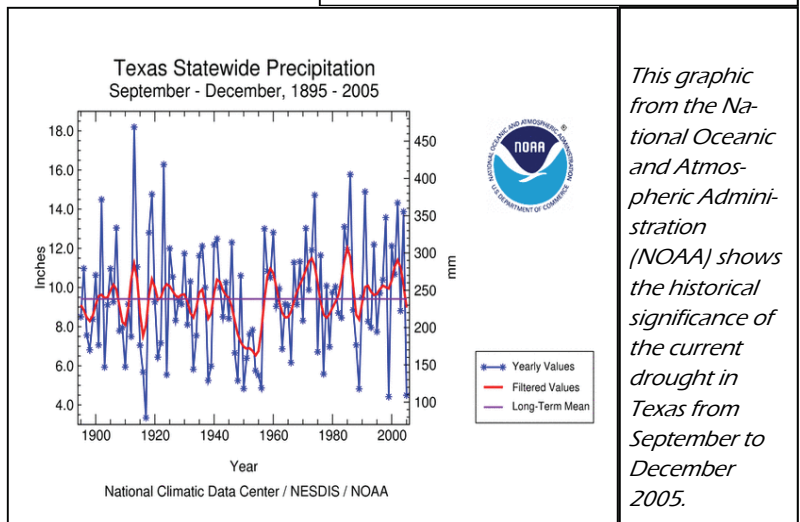 Texas Statewide Precipitation
September - December, 1895 - 2005
18.0
16.0
14.0
12.0
10.0
8.0
6.0
4.0
Inches
450
400
350
300
250
200
150
100
mm
1900 1920 1940 1960 1980 2000
Year
National Climatic Data Center / NESDIS / NOAA
NATIONAL OCEANIC AND ATMOSPHERIC ADMINISTRATION
®
NOAA
U.S. DEPARTMENT OF COMMERCE
Yearly Values
Filtered Values
Long-Term Mean
This graphic
from the Na-
tional Oceanic
and Atmos-
pheric Admini-
stration
(NOAA) shows
the historical
significance of
the current
drought in
Texas from
September to
December
2005.